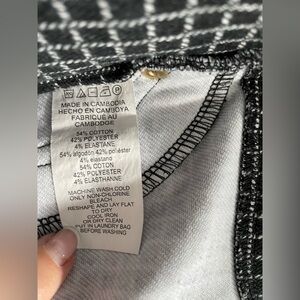 MADE IN CAMBODIA
HECHO EN CAMBOYA
FABRIQUE AU
CAMBODGE
54% COTTON
42% POLYESTER
4% ELASTANE
54% algodón 42% poliéster
4% elastano
54% COTON
42% POLYESTER
4% ELASTHANNE
MACHINE WASH COLD
ONLY NON-CHLORINE
BLEACH
RESHAPE AND LAY FLAT
TO DRY
COOL IRON
OR DRY CLEAN
PUT IN LAUNDRY BAG
BEFORE WASHING